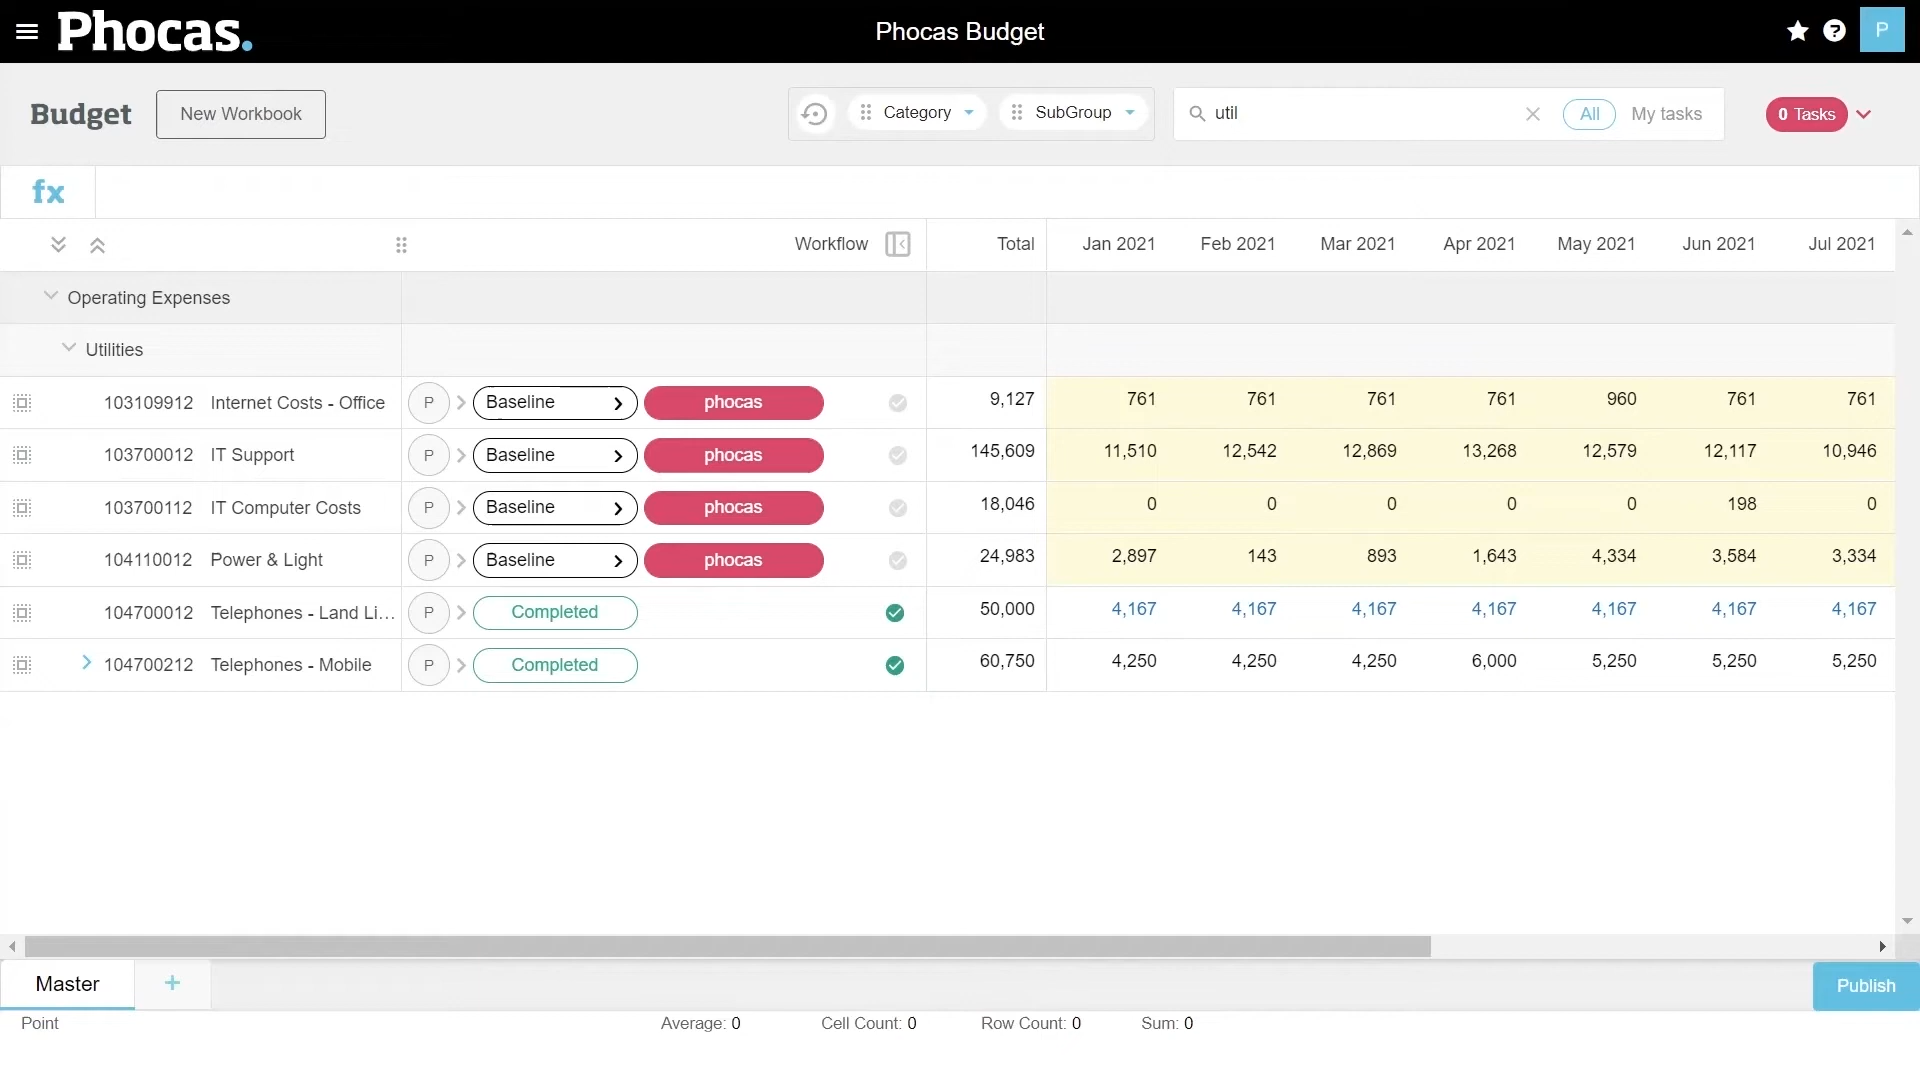 Phocas.
Phocas Budget
?
P
Budget
New Workbook
Category
SubGroup
util
All
My tasks
0 Tasks
fx
Workflow
Total
Jan 2021
Feb 2021
Mar 2021
Apr 2021
May 2021
Jun 2021
Jul 2021
Operating Expenses
Utilities
103109912 Internet Costs - Office P Baseline phocas 9,127 761 761 761 761 960 761 761
103700012 IT Support P Baseline phocas 145,609 11,510 12,542 12,869 13,268 12,579 12,117 10,946
103700112 IT Computer Costs P Baseline phocas 18,046 0 0 0 0 0 198 0
104110012 Power & Light P Baseline phocas 24,983 2,897 143 893 1,643 4,334 3,584 3,334
104700012 Telephones - Land Li... P Completed 50,000 4,167 4,167 4,167 4,167 4,167 4,167 4,167
104700212 Telephones - Mobile P Completed 60,750 4,250 4,250 4,250 6,000 5,250 5,250 5,250
Master
+
Publish
Point
Average: 0
Cell Count: 0
Row Count: 0
Sum: 0